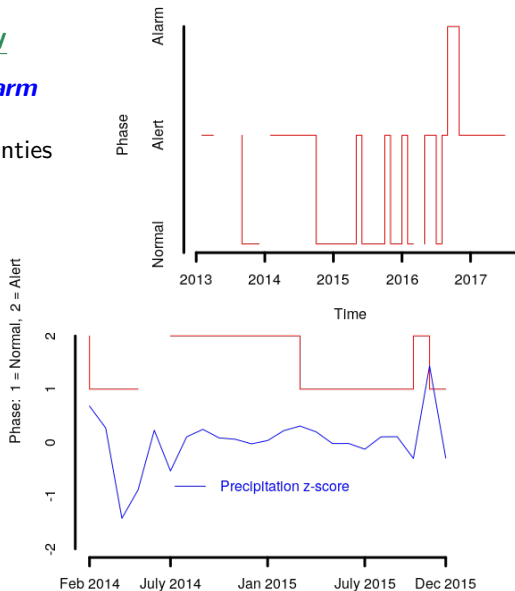 y
arm
nties
Phase
Alarm
Alert
Normal
2013 2014 2015 2016 2017
Time
Phase: 1 = Normal, 2 = Alert
2
1
0
-1
-2
Precipitation z-score
Feb 2014 July 2014 Jan 2015 July 2015 Dec 2015